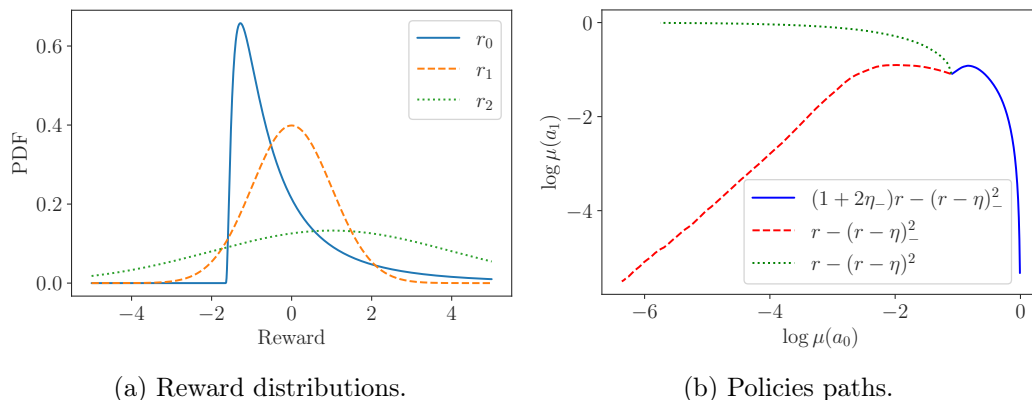 PDF
0.6
0.4
0.2
0.0
−4
−2
0
2
4
Reward
r₀
r₁
r₂
(a) Reward distributions.
log μ(a₁)
0
−2
−4
−6
−4
−2
0
log μ(a₀)
(1 + 2η₋)r − (r − η)²₋
r − (r − η)²₋
r − (r − η)²
(b) Policies paths.